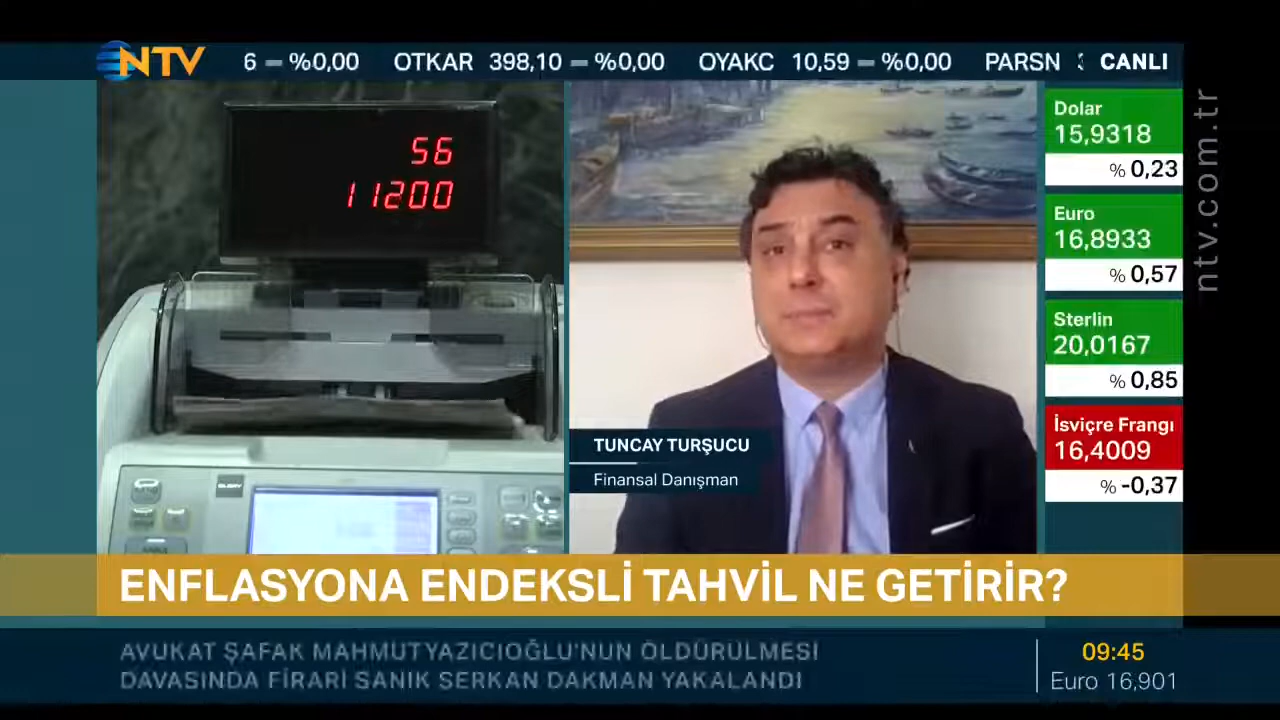 NTV
6 — %0,00 OTKAR 398,10 — %0,00 OYAKC 10,59 — %0,00 PARSN
CANLI
56
11200
GLORY
Dolar
15,9318
% 0,23
Euro
16,8933
% 0,57
Sterlin
20,0167
% 0,85
İsviçre Frangı
16,4009
% -0,37
ntv.com.tr
TUNCAY TURŞUCU
Finansal Danışman
ENFLASYONA ENDEKSLİ TAHVİL NE GETİRİR?
AVUKAT ŞAFAK MAHMUTYAZICIOĞLU'NUN ÖLDÜRÜLMESİ
DAVASINDA FİRARİ SANIK SERKAN DAKMAN YAKALANDI
09:45
Euro 16,901